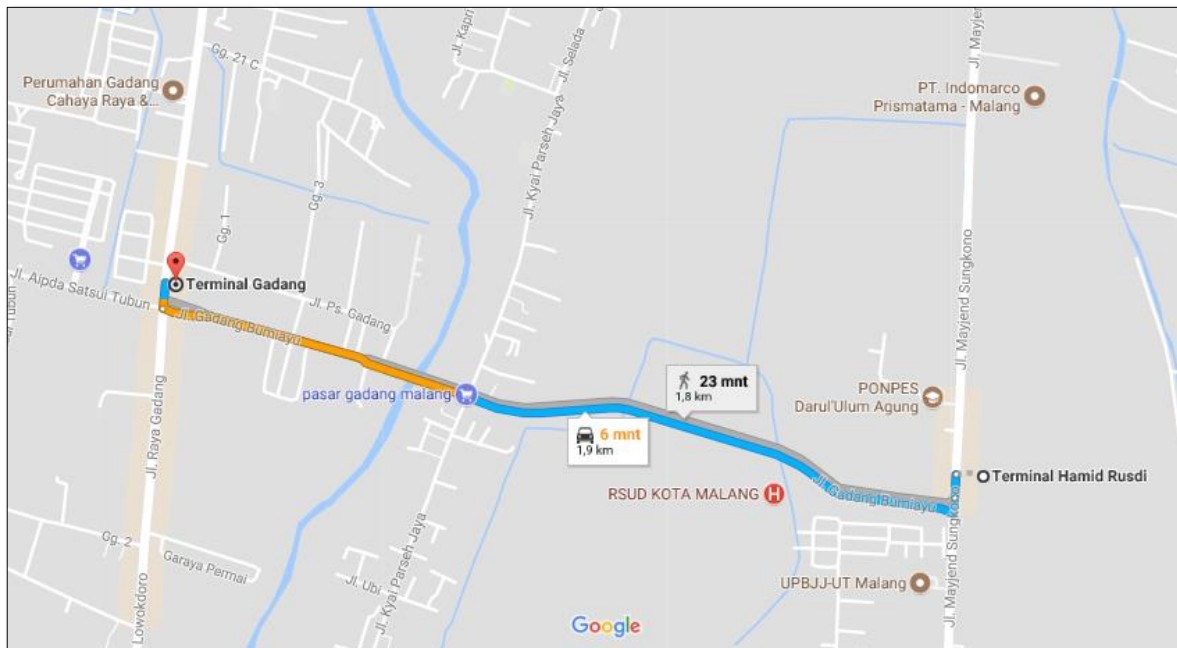 Jl. Mayje
Jl. Kapri
Gg. 21 C
Perumahan Gadang
Cahaya Raya &...
PT. Indomarco
Prismatama - Malang
Jl. Kyai Parseh Jaya - Jl. Selada
Gg. 3
Gg. 1
Jl. Mayjend Sungkono
Terminal Gadang
Jl. Aipda Satsui Tubun
Tubun
Jl. Ps. Gadang
Jl. Gadang Bumiayu
23 mnt
1,8 km
pasar gadang malang
PONPES
Darul'Ulum Agung
6 mnt
1,9 km
Jl. Raya Gadang
Terminal Hamid Rusdi
RSUD KOTA MALANG
H
Jl. Gadang Bumiayu
Jl. Kyai Parseh Jaya
Gg. 2
Garaya Permai
Jl. Ubi
UPBJJ-UT Malang
Jl. Mayjend Sungkono
Lowokdoro
Google